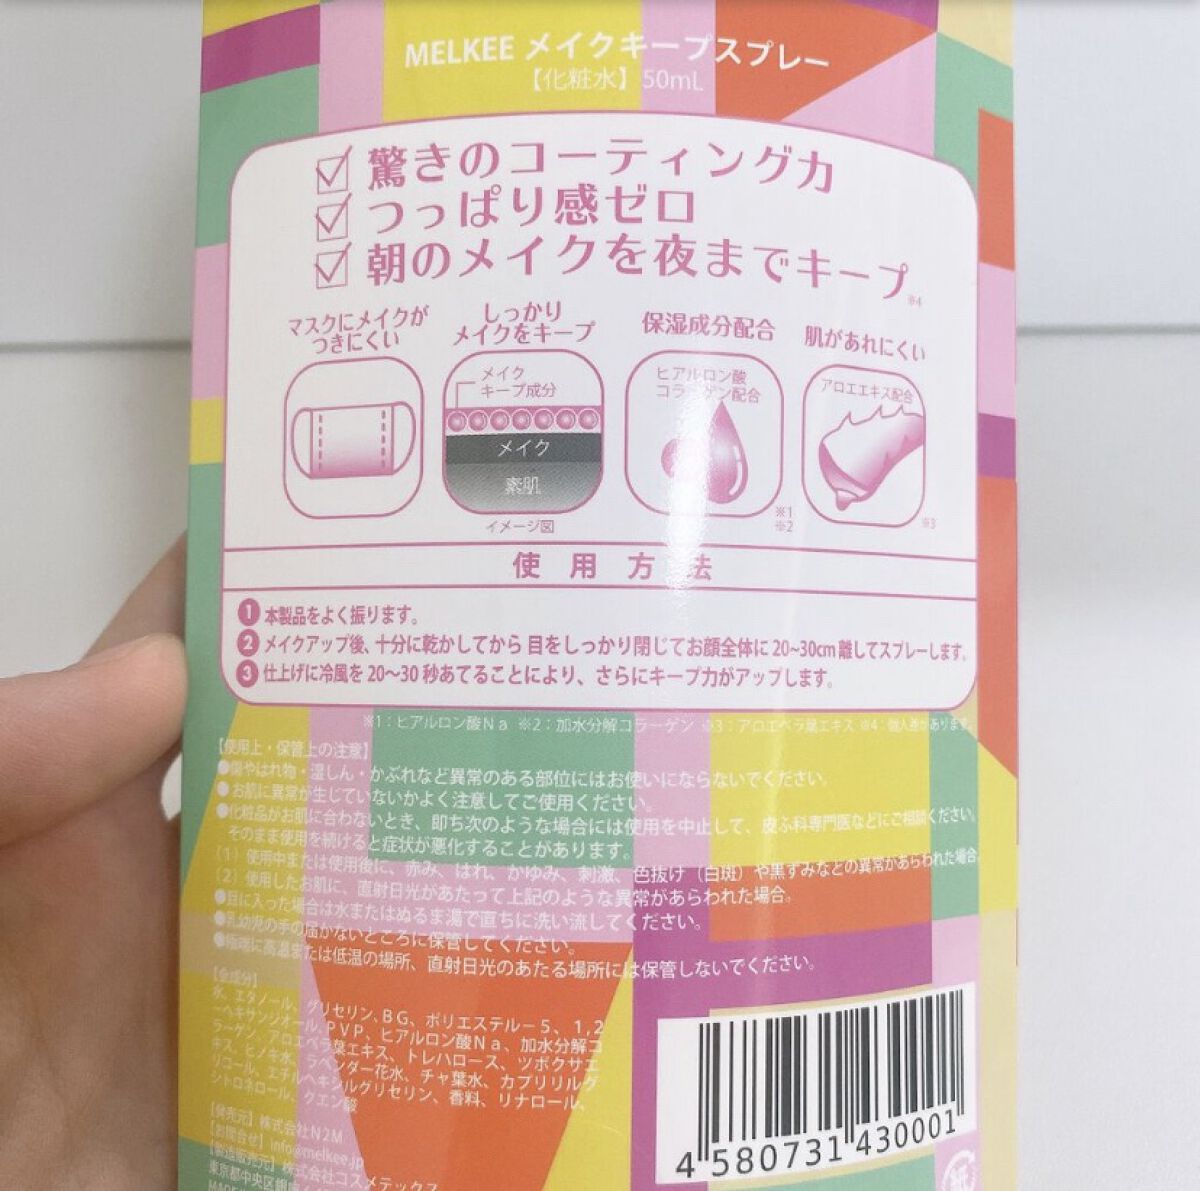 MELKEE メイクキープスプレー
【化粧水】50mL
驚きのコーティング力
つっぱり感ゼロ
朝のメイクを夜までキープ ※4
マスクにメイクが
つきにくい
しっかり
メイクをキープ
メイク
キープ成分
メイク
素肌
イメージ図
保湿成分配合
ヒアルロン酸
コラーゲン配合
※1
※2
肌があれにくい
アロエエキス配合
※3
使用方法
1 本製品をよく振ります。
2 メイクアップ後、十分に乾かしてから 目をしっかり閉じてお顔全体に 20~30cm 離してスプレーします。
3 仕上げに冷風を 20〜30 秒あてることにより、さらにキープ力がアップします。
※1：ヒアルロン酸Na ※2：加水分解コラーゲン ※3：アロエベラ葉エキス ※4：個人差があります。
【使用上・保管上の注意】
●傷やはれ物・湿しん・かぶれなど異常のある部位にはお使いにならないでください。
●お肌に異常が生じていないかよく注意してご使用ください。
●化粧品がお肌に合わないとき、即ち次のような場合には使用を中止して、皮ふ科専門医などにご相談ください。
そのまま使用を続けると症状が悪化することがあります。
（1）使用中または使用後に、赤み、はれ、かゆみ、刺激、色抜け（白斑）や黒ずみなどの異常があらわれた場合。
（2）使用したお肌に、直射日光があたって上記のような異常があらわれた場合。
●目に入った場合は水またはぬるま湯で直ちに洗い流してください。
●乳幼児の手の届かないところに保管してください。
●極端に高温または低温の場所、直射日光のあたる場所には保管しないでください。
【全成分】
水、エタノール、グリセリン、BG、ポリエステル－5、1,2
ーヘキサンジオール、PVP、ヒアルロン酸Na、加水分解コ
ラーゲン、アロエベラ葉エキス、トレハロース、ツボクサエ
キス、ヒノキ水、ラベンダー花水、チャ葉水、カプリリルグ
リコール、エチルヘキシルグリセリン、香料、リナロール、
シトロネロール、クエン酸
【発売元】株式会社N2M
【お問合せ】info@melkee.jp
【製造販売元】株式会社コスメテックス
東京都中央区銀座
4 580731 430001
紙